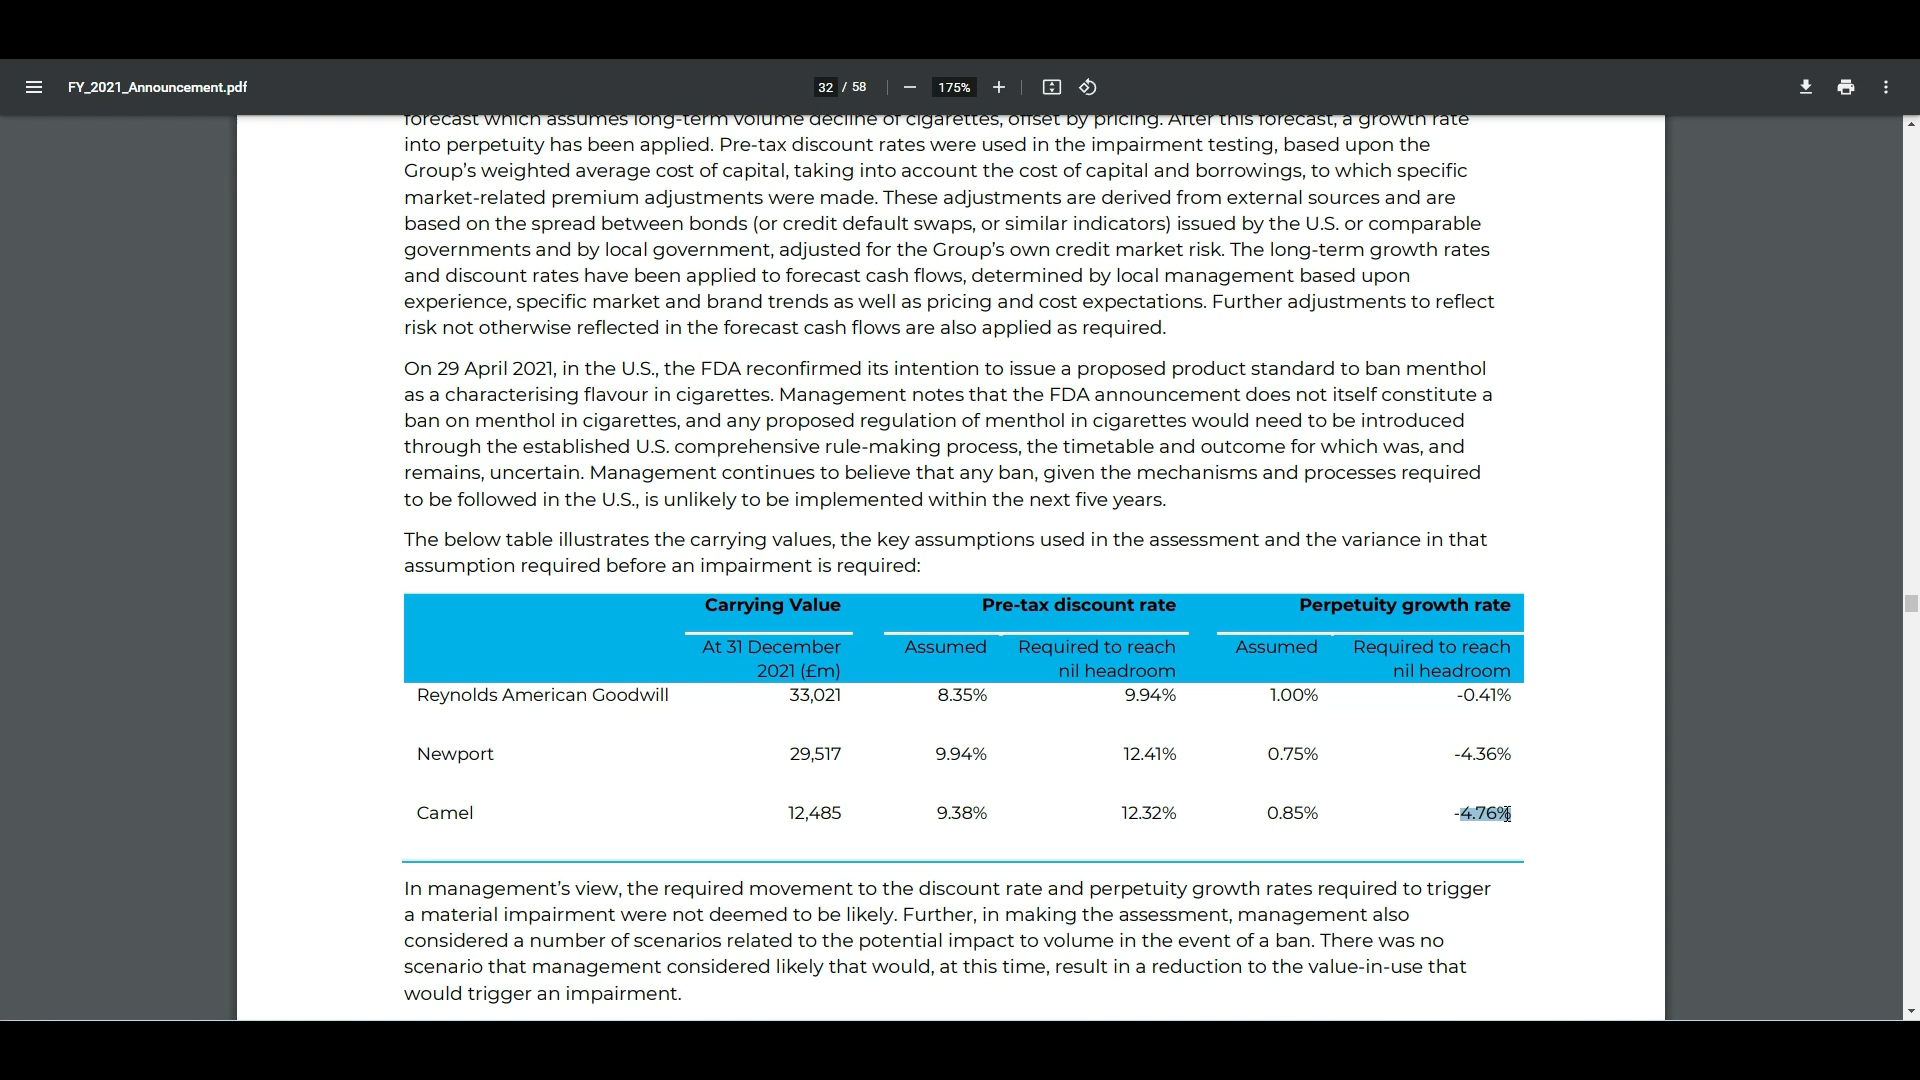 FY_2021_Announcement.pdf
32 / 58
175%
forecast which assumes long-term volume decline of cigarettes, offset by pricing. After this forecast, a growth rate
into perpetuity has been applied. Pre-tax discount rates were used in the impairment testing, based upon the
Group's weighted average cost of capital, taking into account the cost of capital and borrowings, to which specific
market-related premium adjustments were made. These adjustments are derived from external sources and are
based on the spread between bonds (or credit default swaps, or similar indicators) issued by the U.S. or comparable
governments and by local government, adjusted for the Group's own credit market risk. The long-term growth rates
and discount rates have been applied to forecast cash flows, determined by local management based upon
experience, specific market and brand trends as well as pricing and cost expectations. Further adjustments to reflect
risk not otherwise reflected in the forecast cash flows are also applied as required.
On 29 April 2021, in the U.S., the FDA reconfirmed its intention to issue a proposed product standard to ban menthol
as a characterising flavour in cigarettes. Management notes that the FDA announcement does not itself constitute a
ban on menthol in cigarettes, and any proposed regulation of menthol in cigarettes would need to be introduced
through the established U.S. comprehensive rule-making process, the timetable and outcome for which was, and
remains, uncertain. Management continues to believe that any ban, given the mechanisms and processes required
to be followed in the U.S., is unlikely to be implemented within the next five years.
The below table illustrates the carrying values, the key assumptions used in the assessment and the variance in that
assumption required before an impairment is required:
Carrying Value Pre-tax discount rate Perpetuity growth rate
At 31 December Assumed Required to reach Assumed Required to reach
2021 (£m) nil headroom nil headroom
Reynolds American Goodwill 33,021 8.35% 9.94% 1.00% -0.41%
Newport 29,517 9.94% 12.41% 0.75% -4.36%
Camel 12,485 9.38% 12.32% 0.85% -4.76%
In management's view, the required movement to the discount rate and perpetuity growth rates required to trigger
a material impairment were not deemed to be likely. Further, in making the assessment, management also
considered a number of scenarios related to the potential impact to volume in the event of a ban. There was no
scenario that management considered likely that would, at this time, result in a reduction to the value-in-use that
would trigger an impairment.